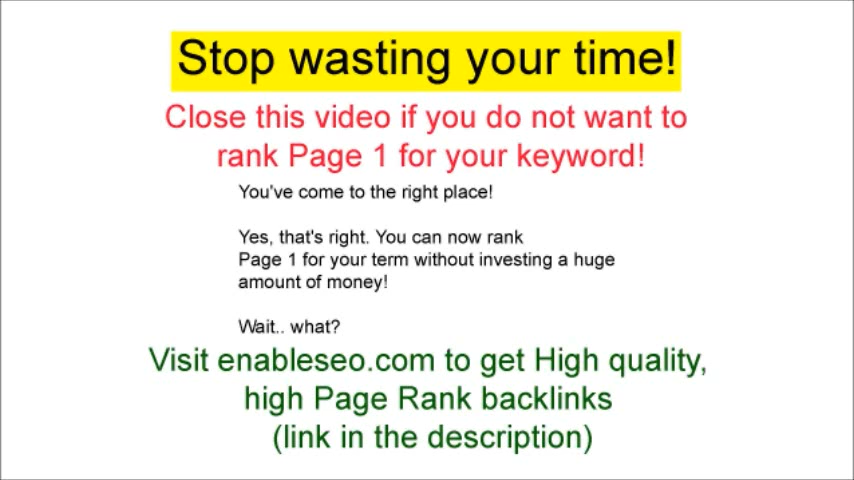 Stop wasting your time!
Close this video if you do not want to
rank Page 1 for your keyword!
You've come to the right place!
Yes, that's right. You can now rank
Page 1 for your term without investing a huge
amount of money!
Wait.. what?
Visit enableseo.com to get High quality,
high Page Rank backlinks
(link in the description)